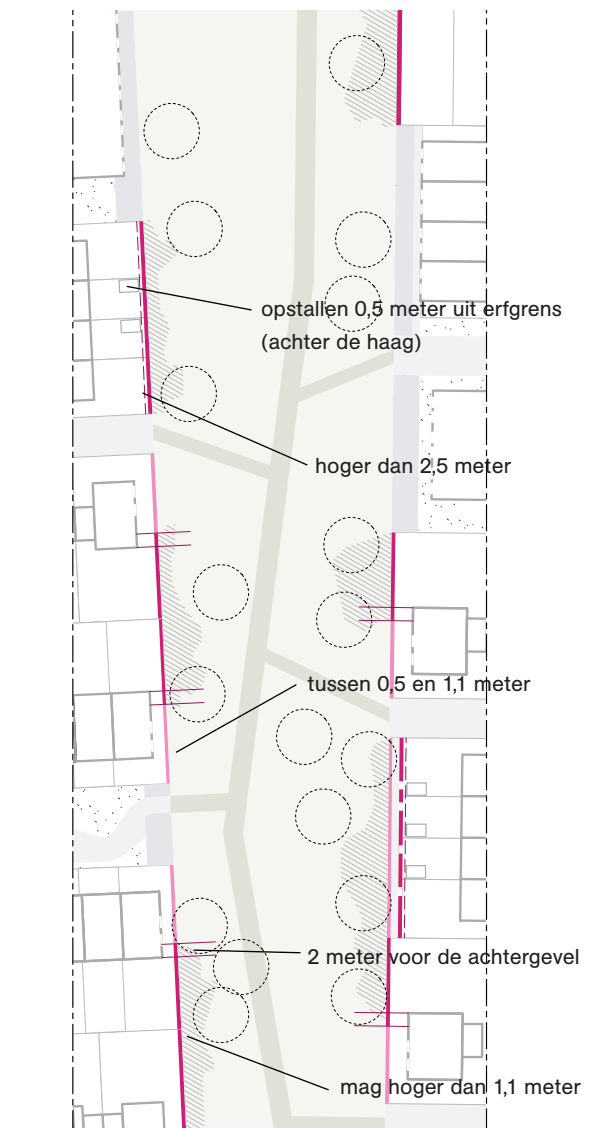 opstallen 0,5 meter uit erfgrens
(achter de haag)
hoger dan 2,5 meter
tussen 0,5 en 1,1 meter
2 meter voor de achtergevel
mag hoger dan 1,1 meter